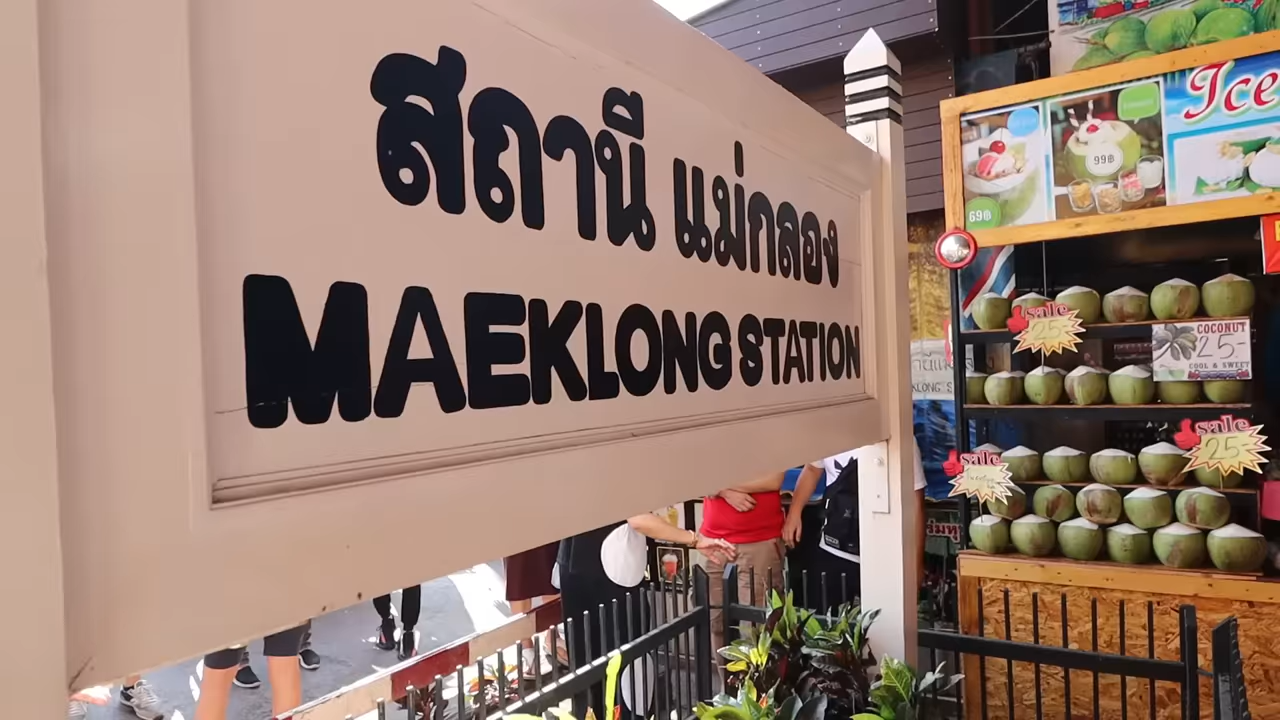 สถานี แม่กลอง
MAEKLONG STATION
Ice
99฿
69฿
sale
25-
COCONUT
25-
COOL & SWEET
sale
25-
sale
KLONG S